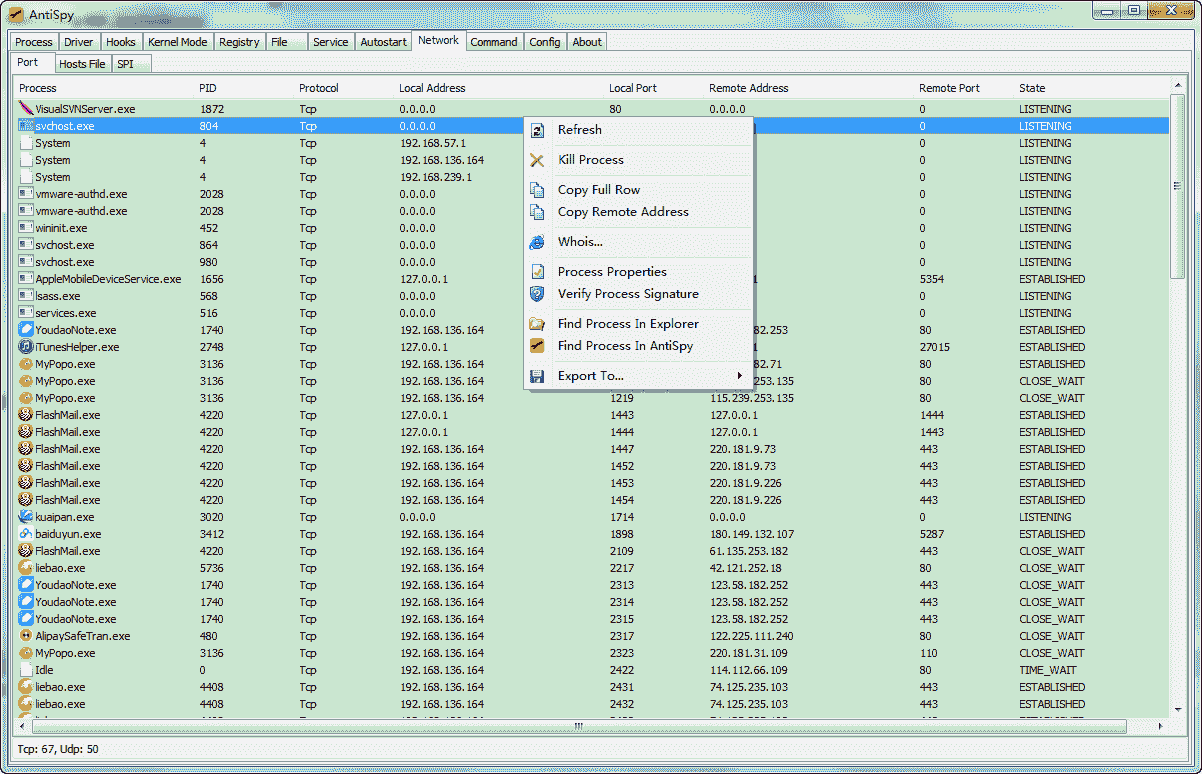 AntiSpy
Process Driver Hooks Kernel Mode Registry File Service Autostart Network Command Config About
Port Hosts File SPI
Process PID Protocol Local Address Local Port Remote Address Remote Port State
VisualSVNServer.exe 1872 Tcp 0.0.0.0 80 0.0.0.0 0 LISTENING
svchost.exe 804 Tcp 0.0.0.0 0 LISTENING
System 4 Tcp 192.168.57.1 0 LISTENING
System 4 Tcp 192.168.136.164 0 LISTENING
System 4 Tcp 192.168.239.1 0 LISTENING
vmware-authd.exe 2028 Tcp 0.0.0.0 0 LISTENING
vmware-authd.exe 2028 Tcp 0.0.0.0 0 LISTENING
wininit.exe 452 Tcp 0.0.0.0 0 LISTENING
svchost.exe 864 Tcp 0.0.0.0 0 LISTENING
svchost.exe 980 Tcp 0.0.0.0 0 LISTENING
AppleMobileDeviceService.exe 1656 Tcp 127.0.0.1 1 5354 ESTABLISHED
lsass.exe 568 Tcp 0.0.0.0 0 LISTENING
services.exe 516 Tcp 0.0.0.0 0 LISTENING
YoudaoNote.exe 1740 Tcp 192.168.136.164 82.253 80 ESTABLISHED
iTunesHelper.exe 2748 Tcp 127.0.0.1 1 27015 ESTABLISHED
MyPopo.exe 3136 Tcp 192.168.136.164 82.71 80 ESTABLISHED
MyPopo.exe 3136 Tcp 192.168.136.164 253.135 80 CLOSE_WAIT
MyPopo.exe 3136 Tcp 192.168.136.164 1219 115.239.253.135 80 CLOSE_WAIT
FlashMail.exe 4220 Tcp 127.0.0.1 1443 127.0.0.1 1444 ESTABLISHED
FlashMail.exe 4220 Tcp 127.0.0.1 1444 127.0.0.1 1443 ESTABLISHED
FlashMail.exe 4220 Tcp 192.168.136.164 1447 220.181.9.73 443 ESTABLISHED
FlashMail.exe 4220 Tcp 192.168.136.164 1452 220.181.9.73 443 ESTABLISHED
FlashMail.exe 4220 Tcp 192.168.136.164 1453 220.181.9.226 443 ESTABLISHED
FlashMail.exe 4220 Tcp 192.168.136.164 1454 220.181.9.226 443 ESTABLISHED
kuaipan.exe 3020 Tcp 0.0.0.0 1714 0.0.0.0 0 LISTENING
baiduyun.exe 3412 Tcp 192.168.136.164 1898 180.149.132.107 5287 ESTABLISHED
FlashMail.exe 4220 Tcp 192.168.136.164 2109 61.135.253.182 443 CLOSE_WAIT
liebao.exe 5736 Tcp 192.168.136.164 2217 42.121.252.18 80 CLOSE_WAIT
YoudaoNote.exe 1740 Tcp 192.168.136.164 2313 123.58.182.252 443 CLOSE_WAIT
YoudaoNote.exe 1740 Tcp 192.168.136.164 2314 123.58.182.252 443 CLOSE_WAIT
YoudaoNote.exe 1740 Tcp 192.168.136.164 2315 123.58.182.252 443 CLOSE_WAIT
AlipaySafeTran.exe 480 Tcp 192.168.136.164 2317 122.225.111.240 80 CLOSE_WAIT
MyPopo.exe 3136 Tcp 192.168.136.164 2323 220.181.31.109 110 CLOSE_WAIT
Idle 0 Tcp 192.168.136.164 2422 114.112.66.109 80 TIME_WAIT
liebao.exe 4408 Tcp 192.168.136.164 2431 74.125.235.103 443 ESTABLISHED
liebao.exe 4408 Tcp 192.168.136.164 2432 74.125.235.103 443 ESTABLISHED
Refresh
Kill Process
Copy Full Row
Copy Remote Address
Whois...
Process Properties
Verify Process Signature
Find Process In Explorer
Find Process In AntiSpy
Export To...
Tcp: 67, Udp: 50